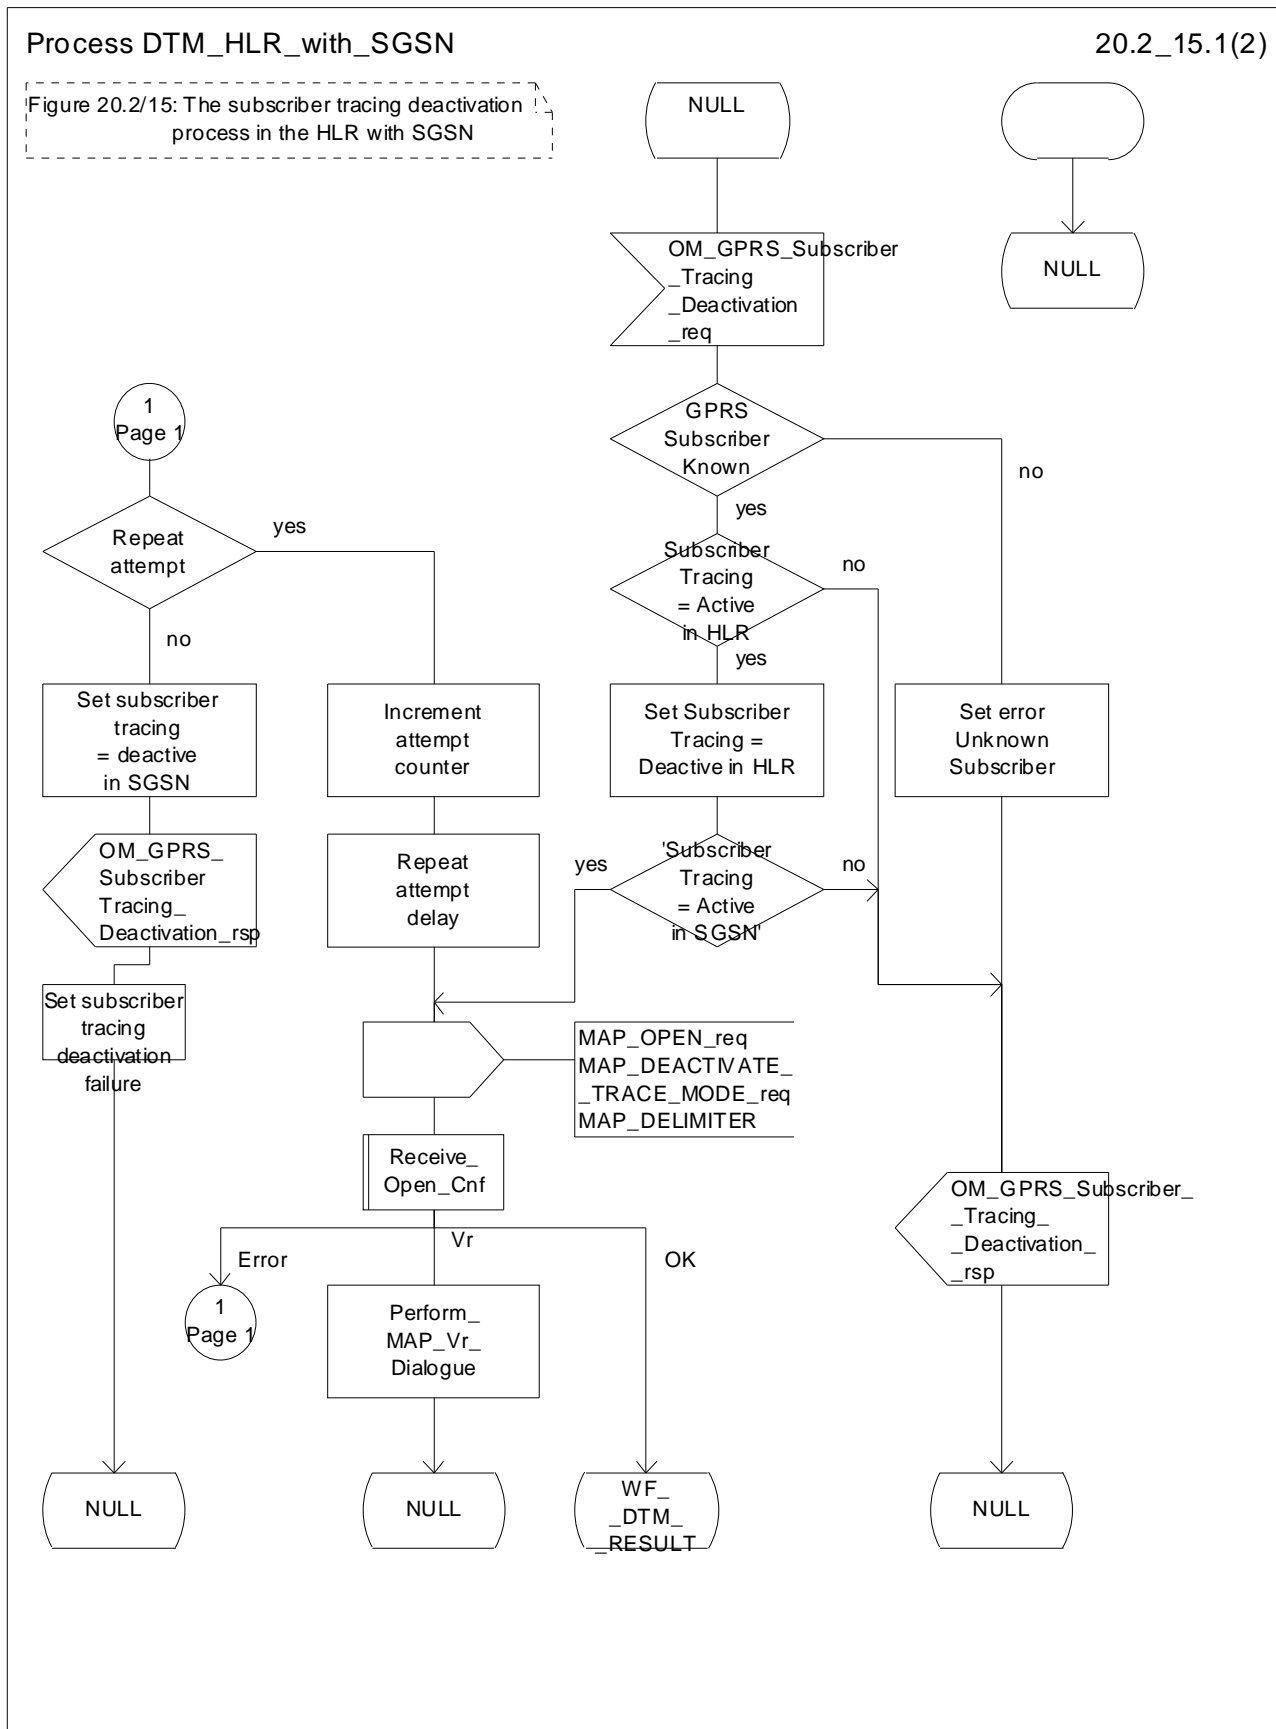 Process DTM_HLR_with_SGSN
20.2_15.1(2)
Figure 20.2/15: The subscriber tracing deactivation
process in the HLR with SGSN
NULL
NULL
OM_GPRS_Subscriber
_Tracing
_Deactivation
_req
1
Page 1
GPRS
Subscriber
Known
no
yes
Repeat
attempt
yes
no
Subscriber
Tracing
= Active
in HLR
no
yes
Set subscriber
tracing
= deactive
in SGSN
Increment
attempt
counter
Set Subscriber
Tracing =
Deactive in HLR
Set error
Unknown
Subscriber
OM_GPRS_
Subscriber
Tracing_
Deactivation_rsp
Repeat
attempt
delay
yes
'Subscriber
Tracing
= Active
in SGSN'
no
Set subscriber
tracing
deactivation
failure
MAP_OPEN_req
MAP_DEACTIVATE_
_TRACE_MODE_req
MAP_DELIMITER
Receive_
Open_Cnf
OM_GPRS_Subscriber_
_Tracing_
_Deactivation_
_rsp
Error
Vr
OK
1
Page 1
Perform_
MAP_Vr_
Dialogue
NULL
NULL
WF_
_DTM_
_RESULT
NULL